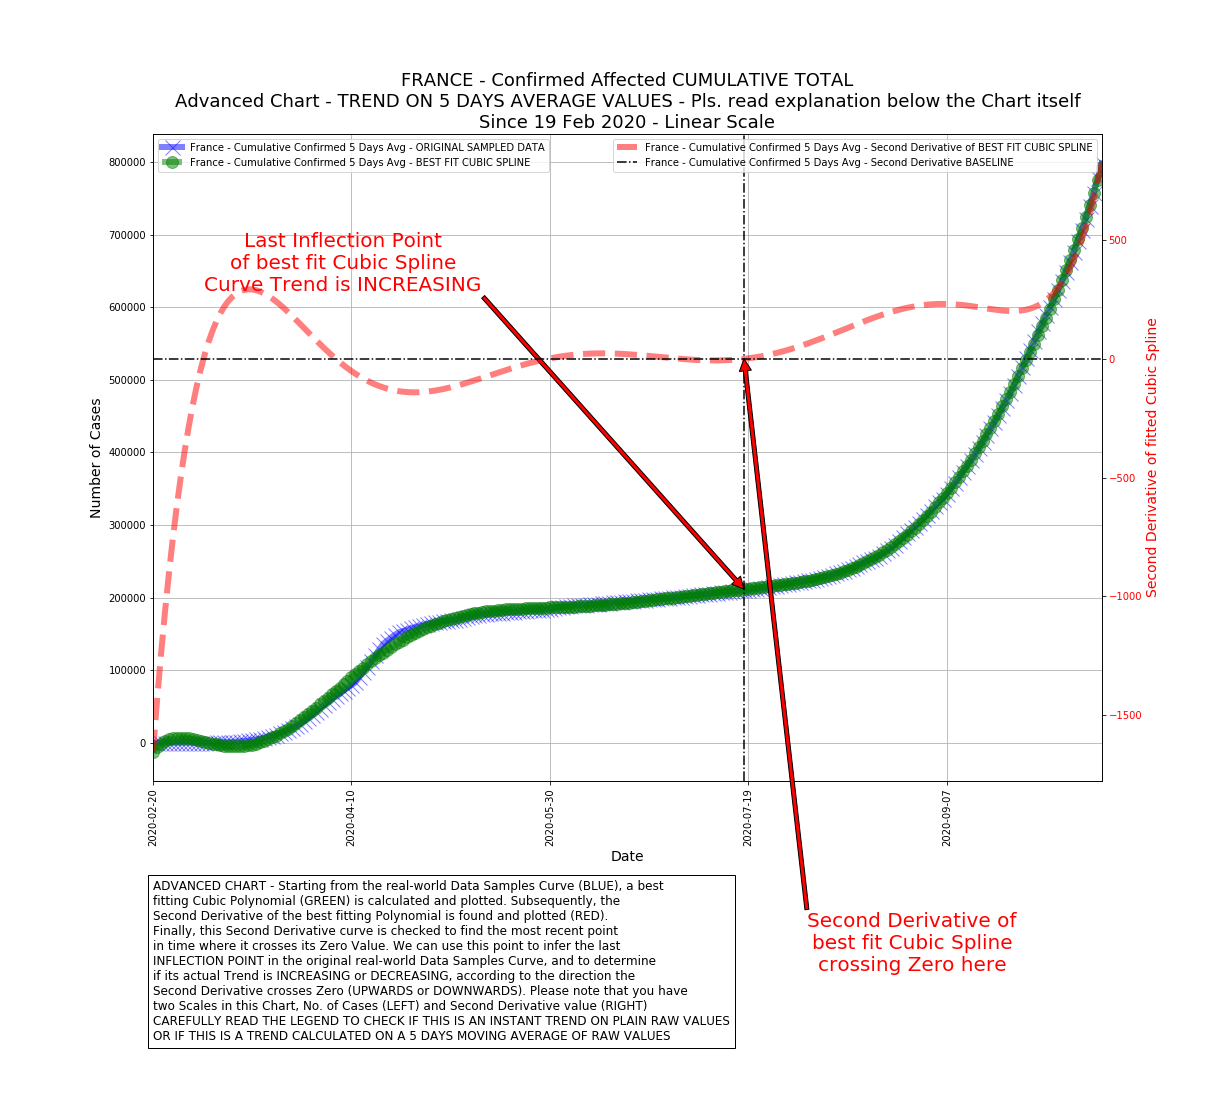 FRANCE - Confirmed Affected CUMULATIVE TOTAL
Advanced Chart - TREND ON 5 DAYS AVERAGE VALUES - Pls. read explanation below the Chart itself
Since 19 Feb 2020 - Linear Scale
France - Cumulative Confirmed 5 Days Avg - ORIGINAL SAMPLED DATA
France - Cumulative Confirmed 5 Days Avg - BEST FIT CUBIC SPLINE
France - Cumulative Confirmed 5 Days Avg - Second Derivative of BEST FIT CUBIC SPLINE
France - Cumulative Confirmed 5 Days Avg - Second Derivative BASELINE
800000
700000
600000
500000
400000
300000
200000
100000
0
Number of Cases
Last Inflection Point
of best fit Cubic Spline
Curve Trend is INCREASING
500
0
−500
−1000
−1500
Second Derivative of fitted Cubic Spline
2020-02-20
2020-04-10
2020-05-30
2020-07-19
2020-09-07
Date
ADVANCED CHART - Starting from the real-world Data Samples Curve (BLUE), a best
fitting Cubic Polynomial (GREEN) is calculated and plotted. Subsequently, the
Second Derivative of the best fitting Polynomial is found and plotted (RED).
Finally, this Second Derivative curve is checked to find the most recent point
in time where it crosses its Zero Value. We can use this point to infer the last
INFLECTION POINT in the original real-world Data Samples Curve, and to determine
if its actual Trend is INCREASING or DECREASING, according to the direction the
Second Derivative crosses Zero (UPWARDS or DOWNWARDS). Please note that you have
two Scales in this Chart, No. of Cases (LEFT) and Second Derivative value (RIGHT)
CAREFULLY READ THE LEGEND TO CHECK IF THIS IS AN INSTANT TREND ON PLAIN RAW VALUES
OR IF THIS IS A TREND CALCULATED ON A 5 DAYS MOVING AVERAGE OF RAW VALUES
Second Derivative of
best fit Cubic Spline
crossing Zero here